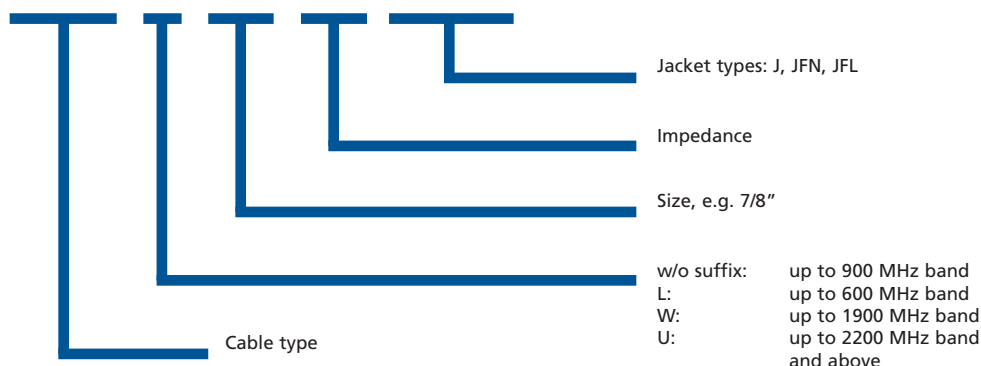 Jacket types: J, JFN, JFL
Impedance
Size, e.g. 7/8”
w/o suffix: up to 900 MHz band
L: up to 600 MHz band
W: up to 1900 MHz band
U: up to 2200 MHz band
and above
Cable type